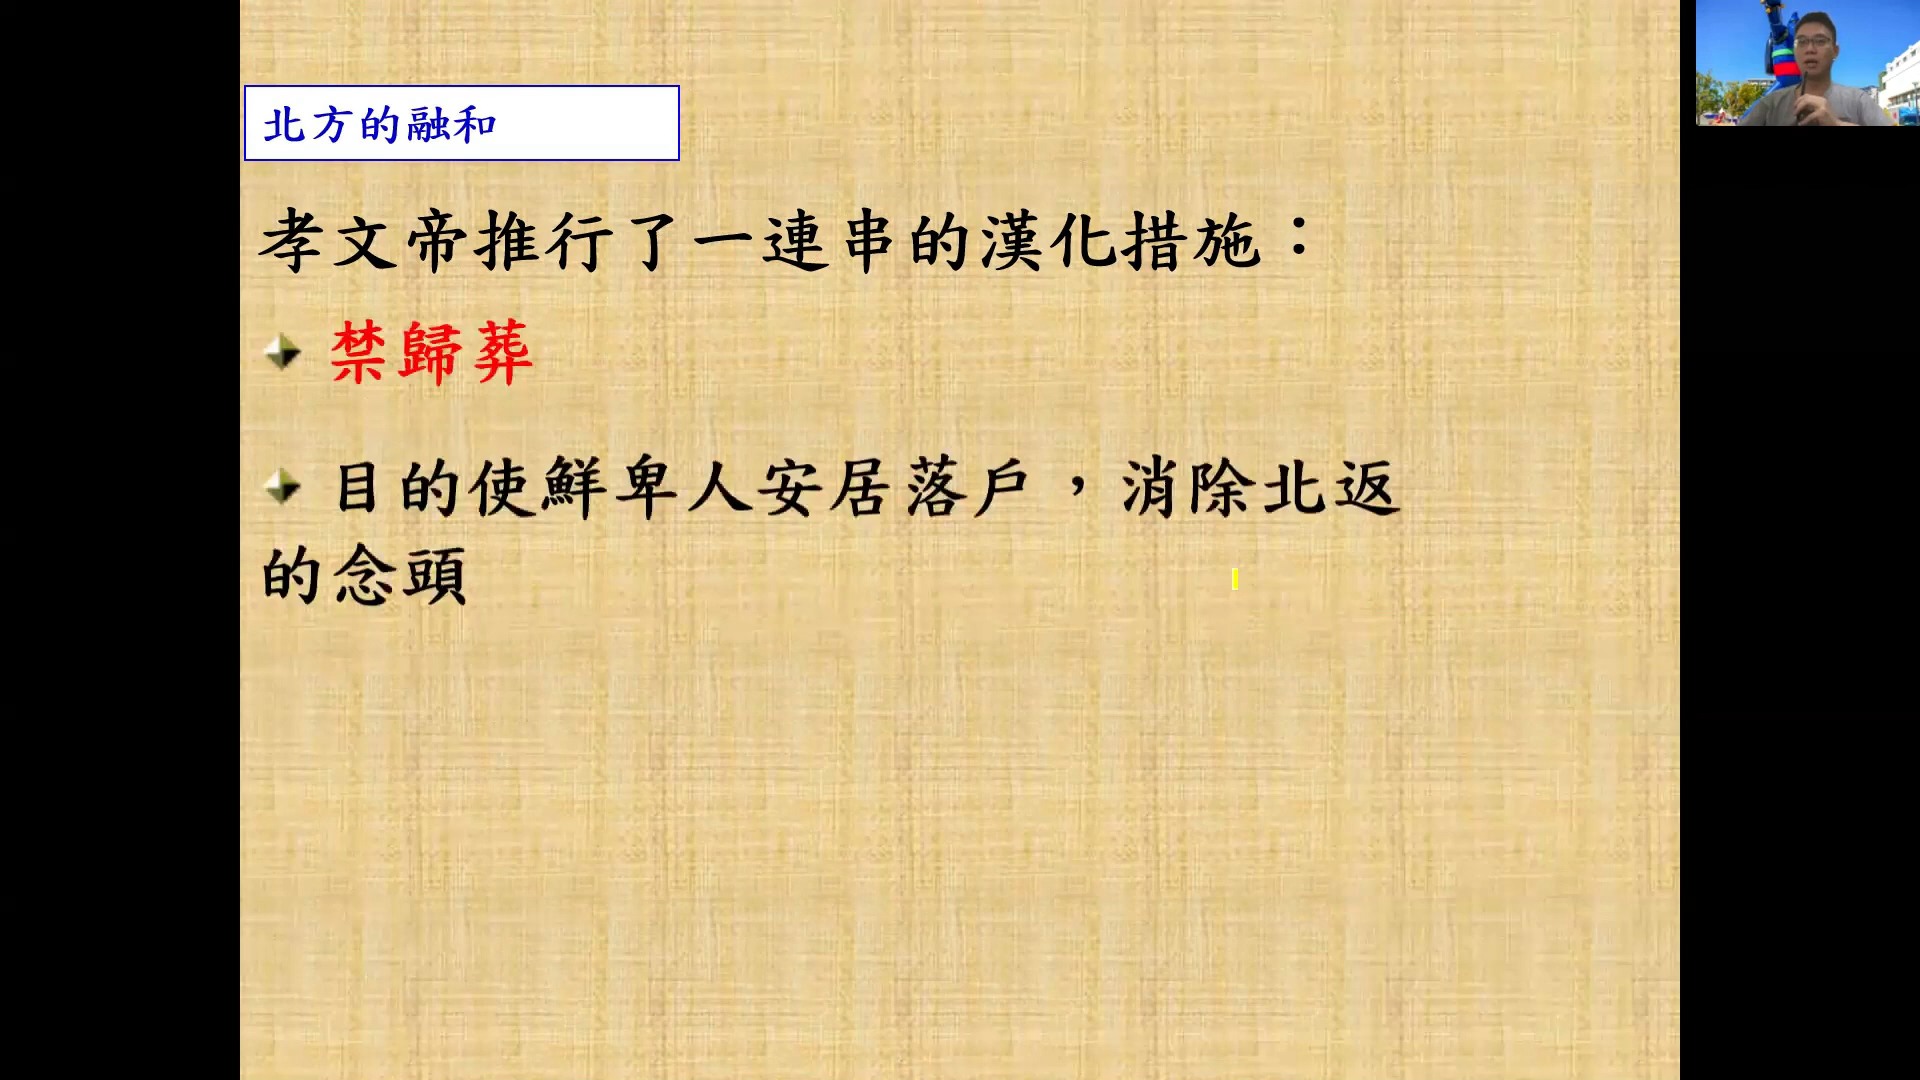 北方的融和
孝文帝推行了一連串的漢化措施：
禁歸葬
目的使鮮卑人安居落戶，消除北返
的念頭